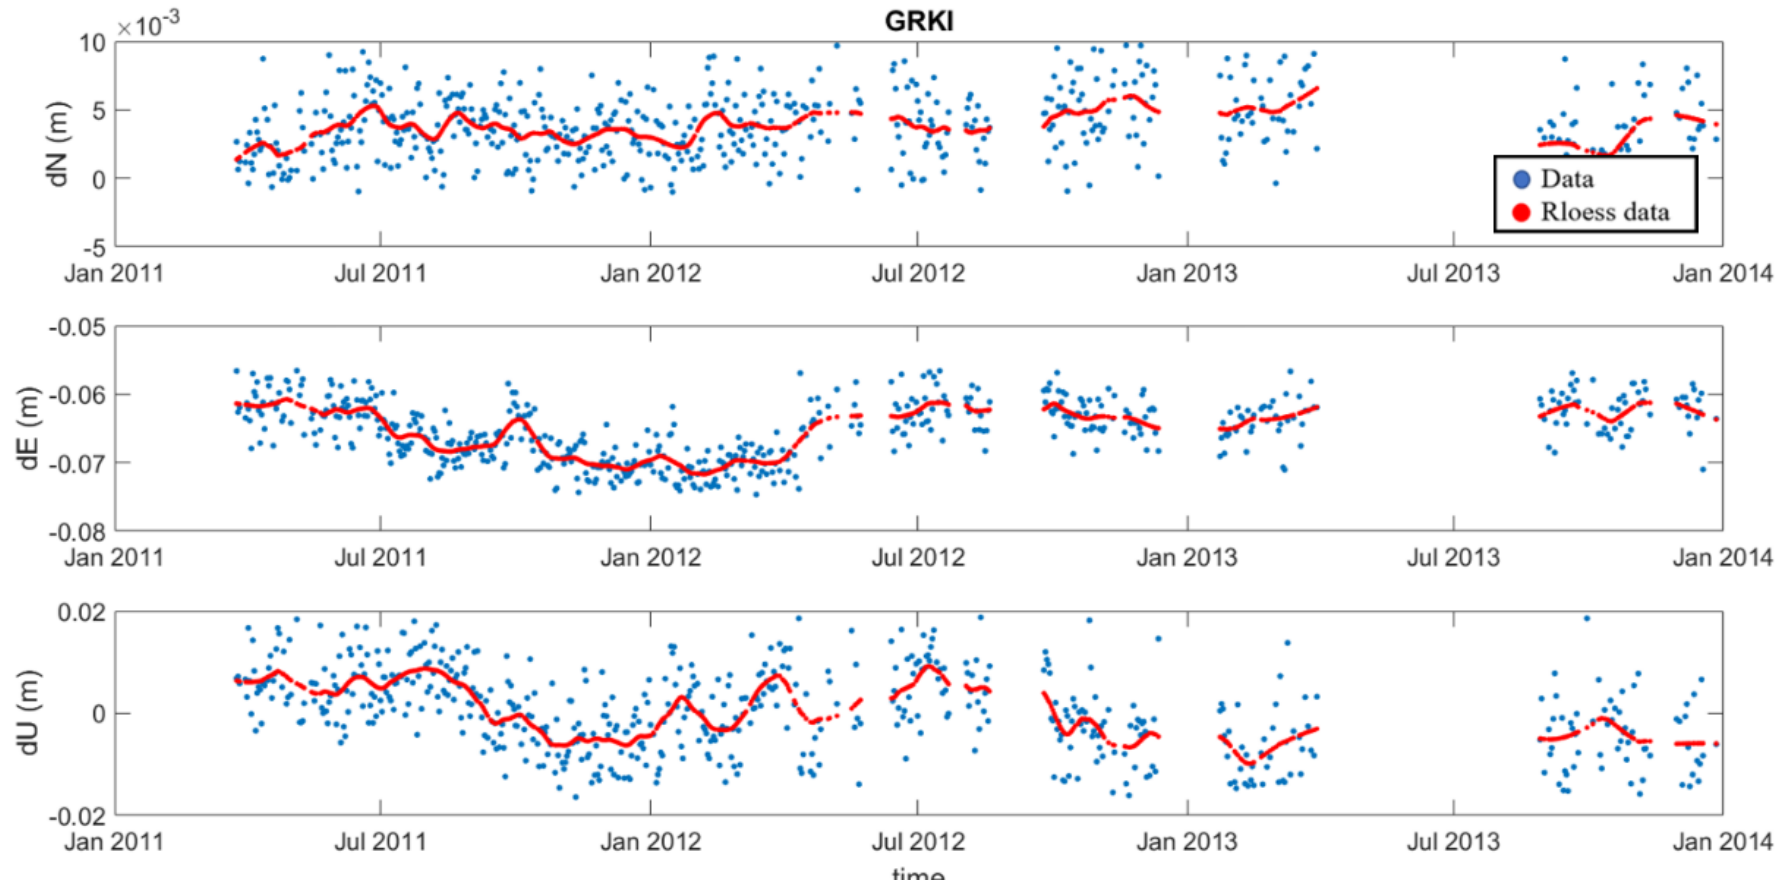 GRKI
×10⁻³
10
5
0
-5
dN (m)
Data
Rloess data
Jan 2011 Jul 2011 Jan 2012 Jul 2012 Jan 2013 Jul 2013 Jan 2014
-0.05
-0.06
-0.07
-0.08
dE (m)
Jan 2011 Jul 2011 Jan 2012 Jul 2012 Jan 2013 Jul 2013 Jan 2014
0.02
0
-0.02
dU (m)
Jan 2011 Jul 2011 Jan 2012 Jul 2012 Jan 2013 Jul 2013 Jan 2014
time